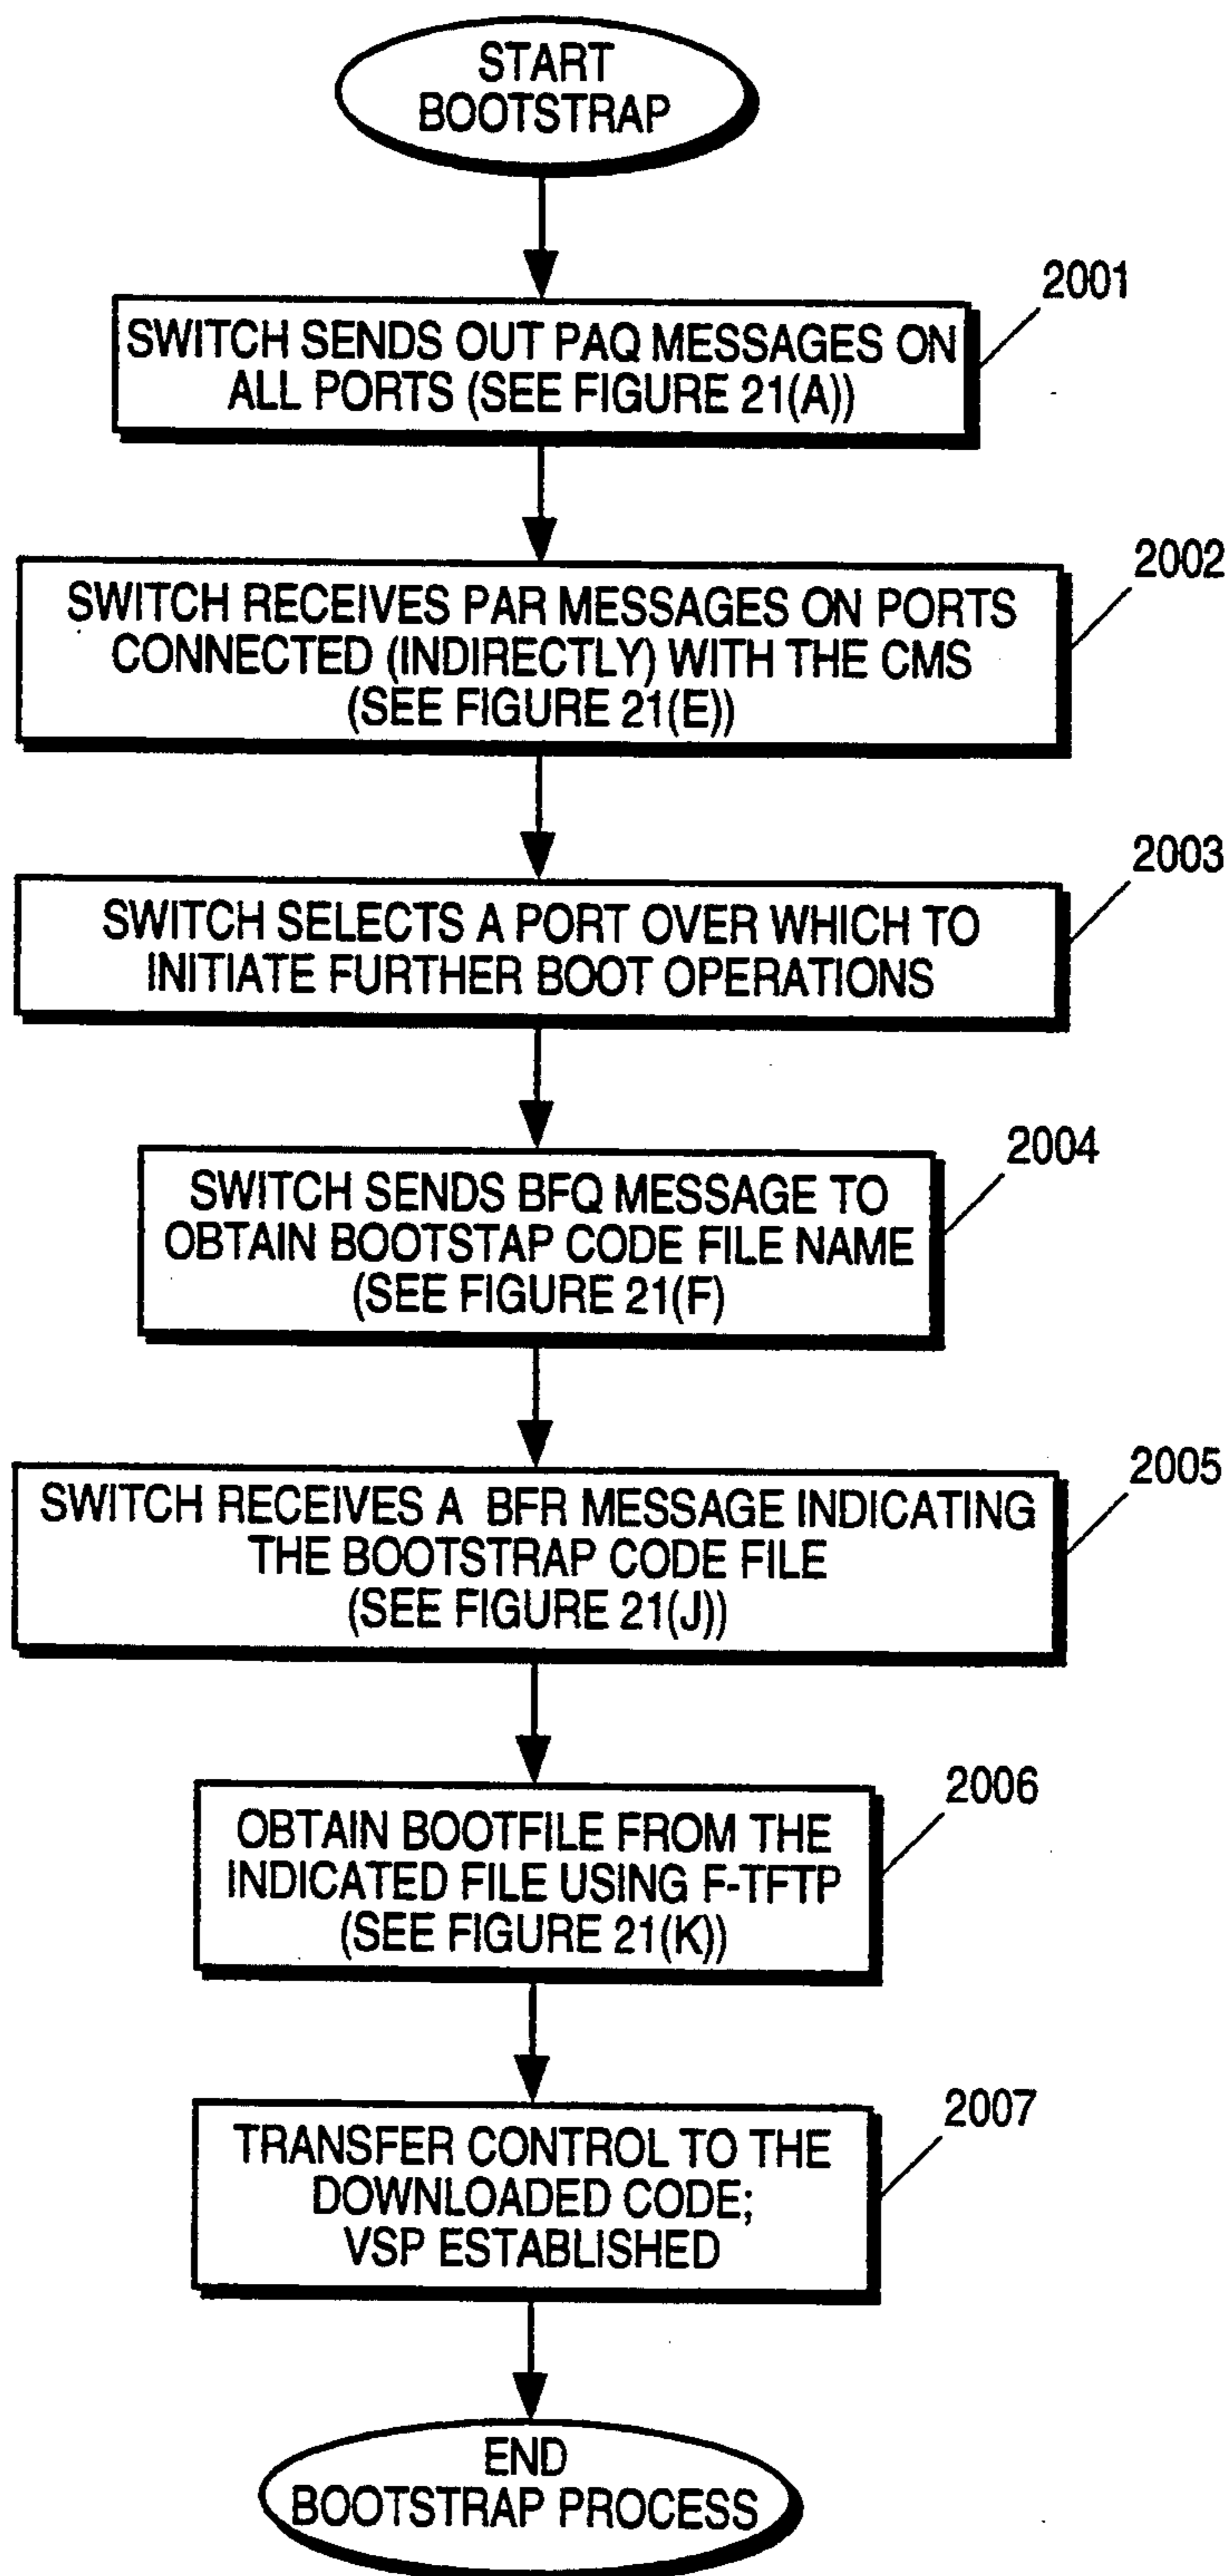 START
BOOTSTRAP
2001
SWITCH SENDS OUT PAQ MESSAGES ON
ALL PORTS (SEE FIGURE 21(A))
2002
SWITCH RECEIVES PAR MESSAGES ON PORTS
CONNECTED (INDIRECTLY) WITH THE CMS
(SEE FIGURE 21(E))
2003
SWITCH SELECTS A PORT OVER WHICH TO
INITIATE FURTHER BOOT OPERATIONS
2004
SWITCH SENDS BFQ MESSAGE TO
OBTAIN BOOTSTAP CODE FILE NAME
(SEE FIGURE 21(F)
2005
SWITCH RECEIVES A BFR MESSAGE INDICATING
THE BOOTSTRAP CODE FILE
(SEE FIGURE 21(J))
2006
OBTAIN BOOTFILE FROM THE
INDICATED FILE USING F-TFTP
(SEE FIGURE 21(K))
2007
TRANSFER CONTROL TO THE
DOWNLOADED CODE;
VSP ESTABLISHED
END
BOOTSTRAP PROCESS